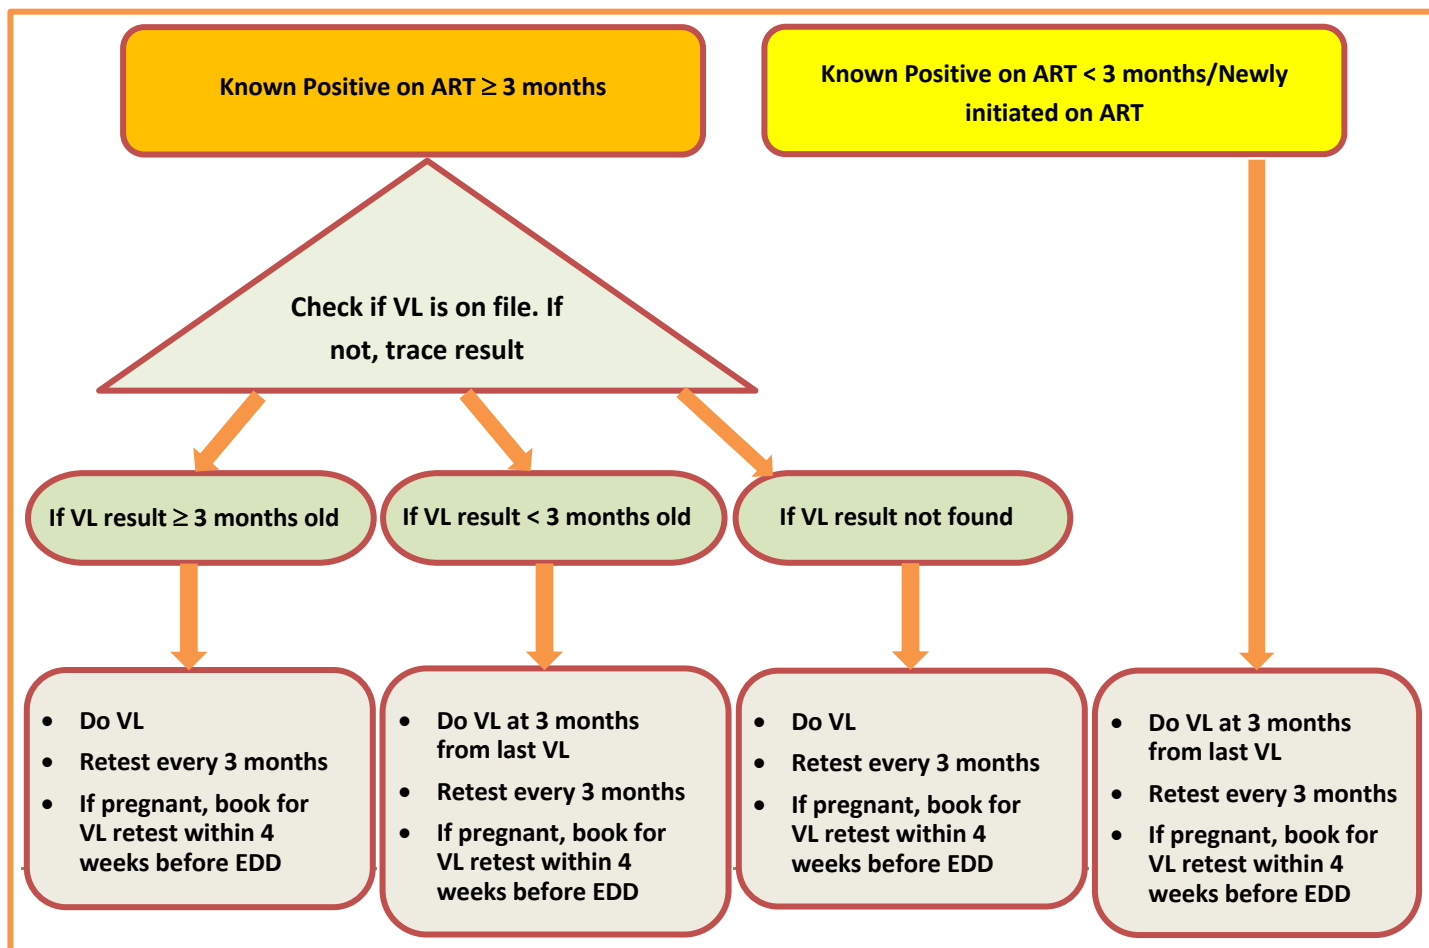 Known Positive on ART ≥ 3 months
Known Positive on ART < 3 months/Newly
initiated on ART
Check if VL is on file. If
not, trace result
If VL result ≥ 3 months old
If VL result < 3 months old
If VL result not found
• Do VL
• Retest every 3 months
• If pregnant, book for
VL retest within 4
weeks before EDD
• Do VL at 3 months
from last VL
• Retest every 3 months
• If pregnant, book for
VL retest within 4
weeks before EDD
• Do VL
• Retest every 3 months
• If pregnant, book for
VL retest within 4
weeks before EDD
• Do VL at 3 months
from last VL
• Retest every 3 months
• If pregnant, book for
VL retest within 4
weeks before EDD